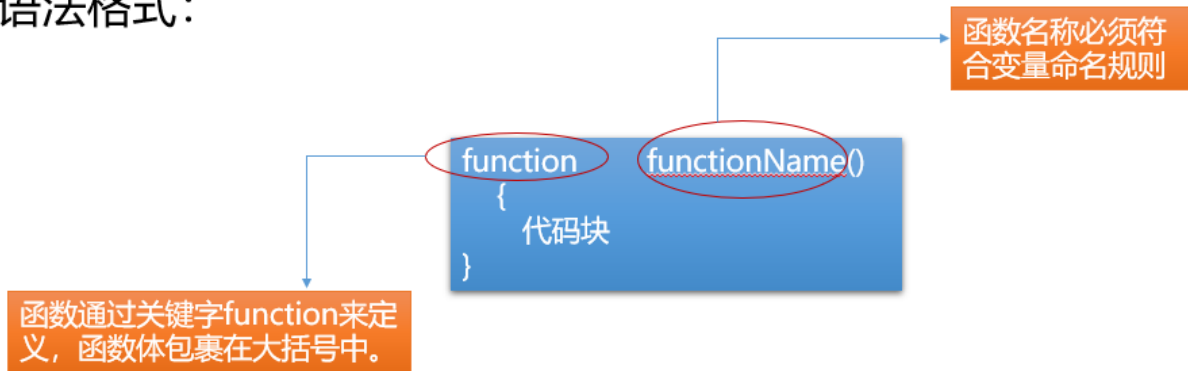 语法格式：
函数名称必须符
合变量命名规则
function functionName()
{
代码块
}
函数通过关键字function来定
义，函数体包裹在大括号中。